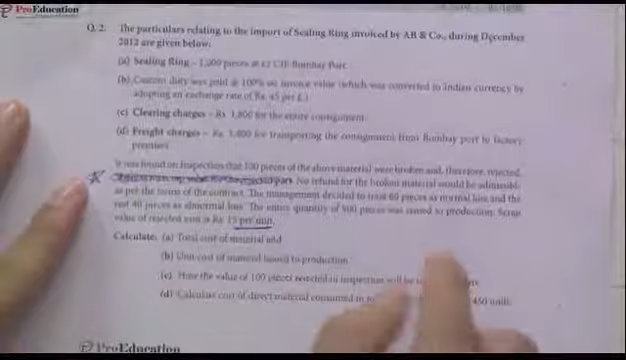 ProEducation
Q. 2. The particulars relating to the import of Sealing Ring invoiced by AB & Co., during December
2012 are given below:
(a) Sealing Ring – 1,000 pieces at £2 CIF Bombay Port
(b) Custom duty was paid @ 100% on invoice value (which was converted to Indian currency by
adopting an exchange rate of Rs. 45 per £)
(c) Clearing charges – Rs. 1,800 for the entire consignment
(d) Freight charges – Rs. for transporting the consignment from Bombay port to factory
premises
It was found on inspection that 100 pieces of the above material were broken and, therefore, rejected.
No refund for the broken material would be admissible
as per the terms of the contract. The management decided to treat 60 pieces as normal loss and the
rest 40 pieces as abnormal loss. The entire quantity of 900 pieces was issued to production. Scrap
value of rejected unit is Rs 15 per unit.
Calculate: (a) Total cost of material and
(b) Unit cost of material issued to production
(c) How the value of 100 pieces rejected in inspection will be
(d) Calculate cost of direct material consumed in 450 units.
ProEducation